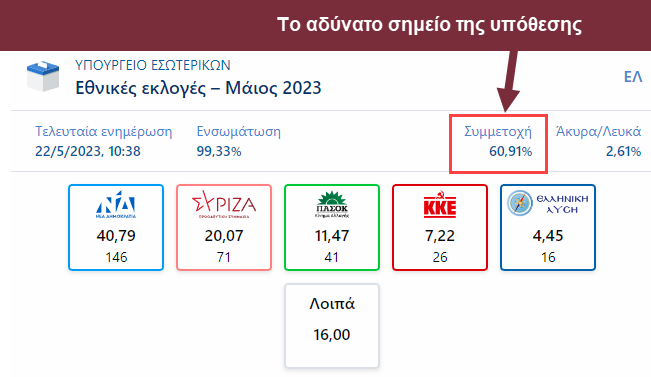 Το αδύνατο σημείο της υπόθεσης
ΥΠΟΥΡΓΕΙΟ ΕΣΩΤΕΡΙΚΩΝ
Εθνικές εκλογές – Μάιος 2023
ΕΛ
Τελευταία ενημέρωση Ενσωμάτωση Συμμετοχή Άκυρα/Λευκά
22/5/2023, 10:38 99,33% 60,91% 2,61%
ΝΔ ΣΥΡΙΖΑ ΠΑΣΟΚ ΚΚΕ ΕΛΛΗΝΙΚΗ
ΝΕΑ ΔΗΜΟΚΡΑΤΙΑ ΠΡΟΟΔΕΥΤΙΚΗ ΣΥΜΜΑΧΙΑ Κίνημα Αλλαγής ΛΥΣΗ
40,79 20,07 11,47 7,22 4,45
146 71 41 26 16
Λοιπά
16,00